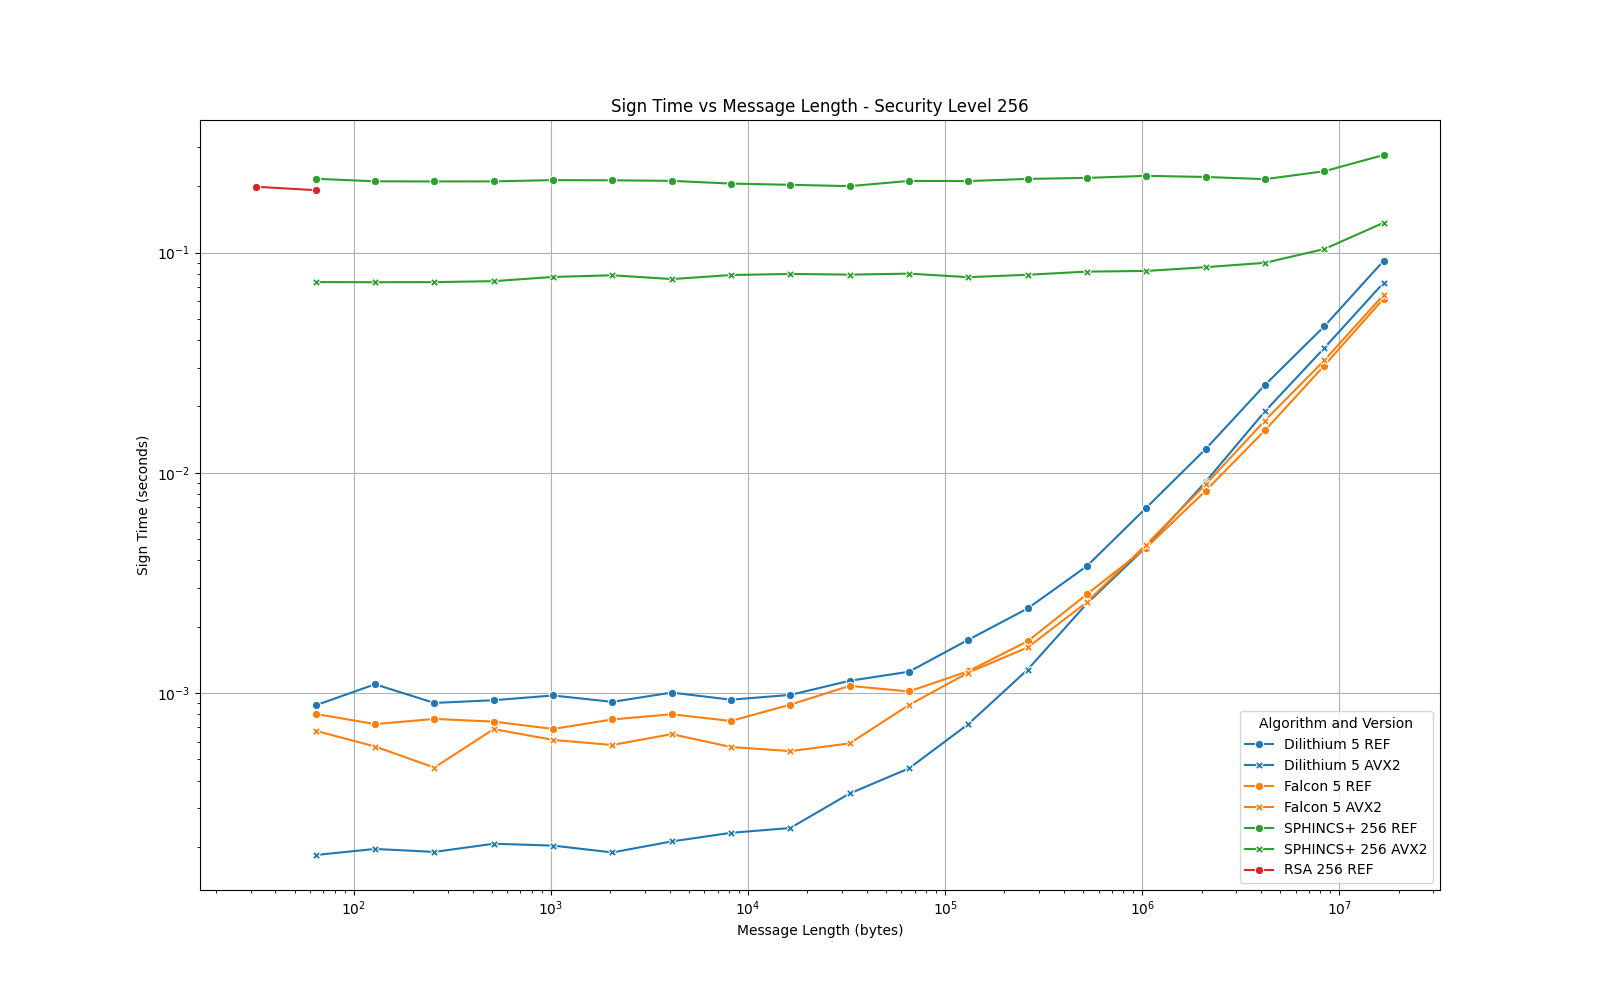 Sign Time vs Message Length - Security Level 256
Sign Time (seconds)
10⁻¹
10⁻²
10⁻³
10²
10³
10⁴
10⁵
10⁶
10⁷
Message Length (bytes)
Algorithm and Version
Dilithium 5 REF
Dilithium 5 AVX2
Falcon 5 REF
Falcon 5 AVX2
SPHINCS+ 256 REF
SPHINCS+ 256 AVX2
RSA 256 REF